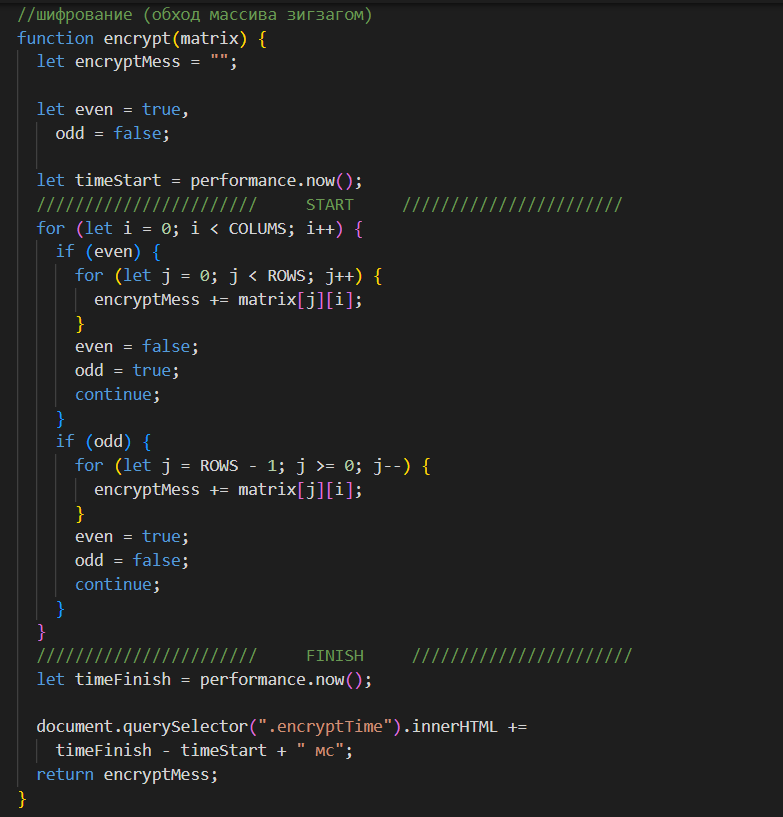 //шифрование (обход массива зигзагом)
function encrypt(matrix) {
  let encryptMess = "";

  let even = true,
    odd = false;

  let timeStart = performance.now();
  ///////////////////////     START     ///////////////////////
  for (let i = 0; i < COLUMS; i++) {
    if (even) {
      for (let j = 0; j < ROWS; j++) {
        encryptMess += matrix[j][i];
      }
      even = false;
      odd = true;
      continue;
    }
    if (odd) {
      for (let j = ROWS - 1; j >= 0; j--) {
        encryptMess += matrix[j][i];
      }
      even = true;
      odd = false;
      continue;
    }
  }
  ///////////////////////     FINISH     ///////////////////////
  let timeFinish = performance.now();

  document.querySelector(".encryptTime").innerHTML +=
    timeFinish - timeStart + " мс";
  return encryptMess;
}